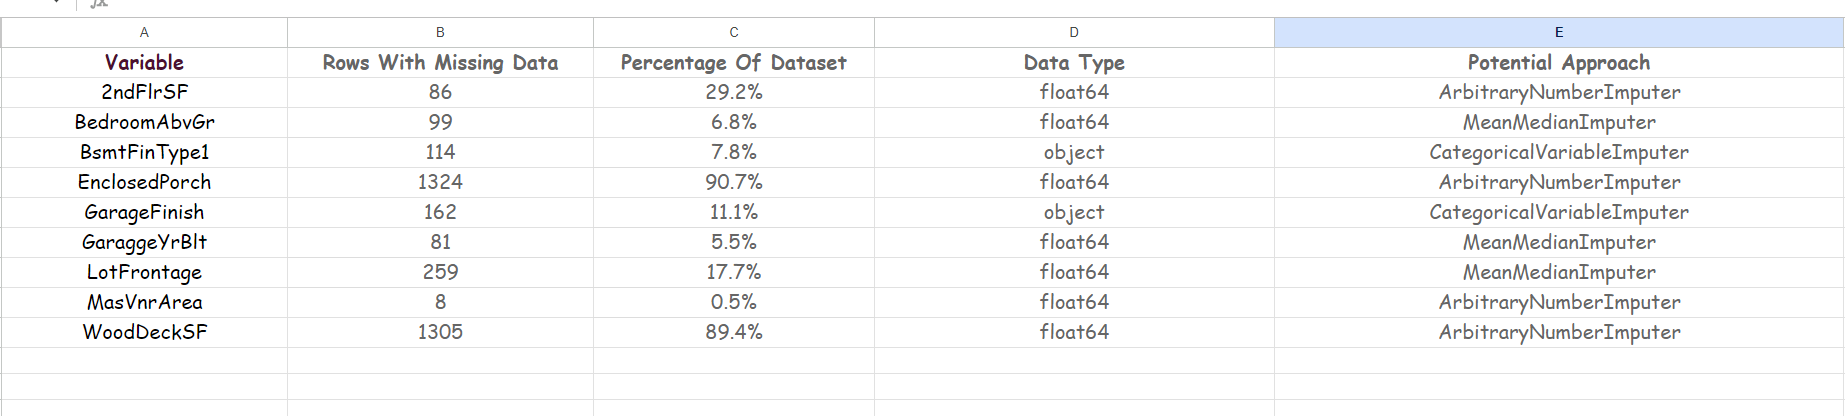 fx
A B C D E
Variable Rows With Missing Data Percentage Of Dataset Data Type Potential Approach
2ndFlrSF 86 29.2% float64 ArbitraryNumberImputer
BedroomAbvGr 99 6.8% float64 MeanMedianImputer
BsmtFinType1 114 7.8% object CategoricalVariableImputer
EnclosedPorch 1324 90.7% float64 ArbitraryNumberImputer
GarageFinish 162 11.1% object CategoricalVariableImputer
GaraggeYrBlt 81 5.5% float64 MeanMedianImputer
LotFrontage 259 17.7% float64 MeanMedianImputer
MasVnrArea 8 0.5% float64 ArbitraryNumberImputer
WoodDeckSF 1305 89.4% float64 ArbitraryNumberImputer